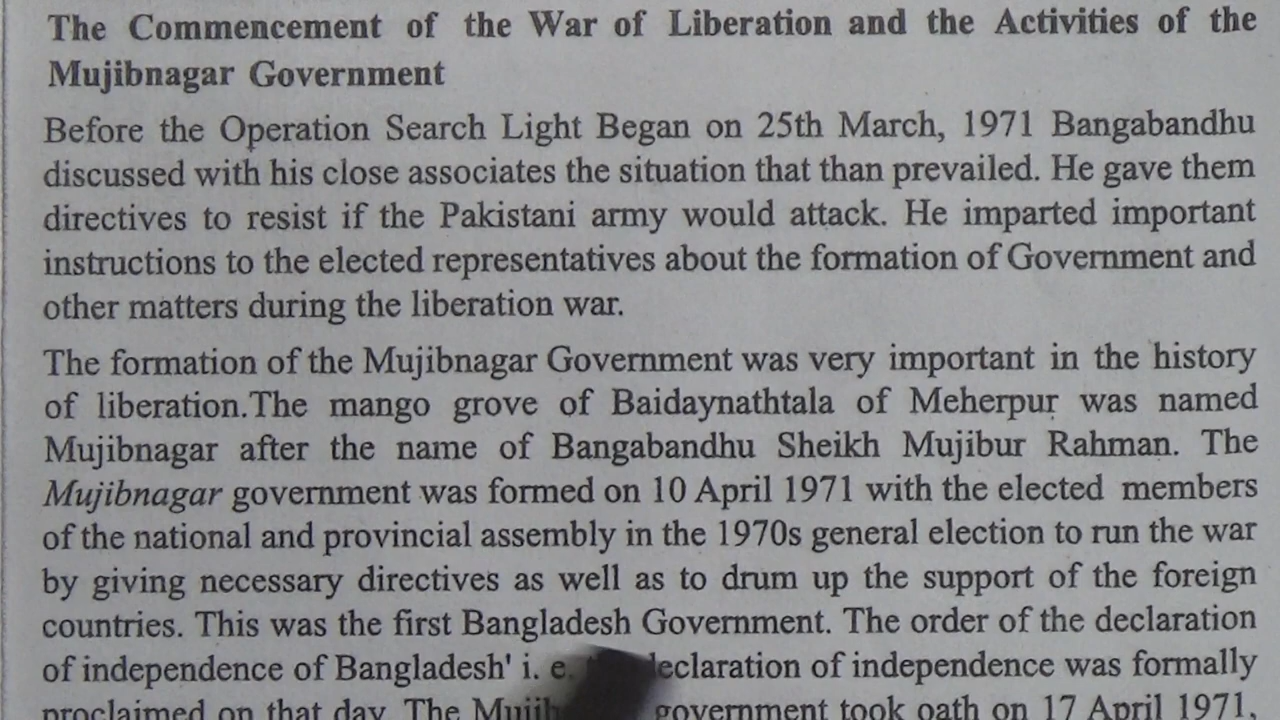 The Commencement of the War of Liberation and the Activities of the
Mujibnagar Government
Before the Operation Search Light Began on 25th March, 1971 Bangabandhu
discussed with his close associates the situation that than prevailed. He gave them
directives to resist if the Pakistani army would attack. He imparted important
instructions to the elected representatives about the formation of Government and
other matters during the liberation war.
The formation of the Mujibnagar Government was very important in the history
of liberation.The mango grove of Baidaynathtala of Meherpur was named
Mujibnagar after the name of Bangabandhu Sheikh Mujibur Rahman. The
Mujibnagar government was formed on 10 April 1971 with the elected members
of the national and provincial assembly in the 1970s general election to run the war
by giving necessary directives as well as to drum up the support of the foreign
countries. This was the first Bangladesh Government. The order of the declaration
of independence of Bangladesh' i. e. of independence was formally
proclaimed on that day. The government took oath on 17 April 1971,